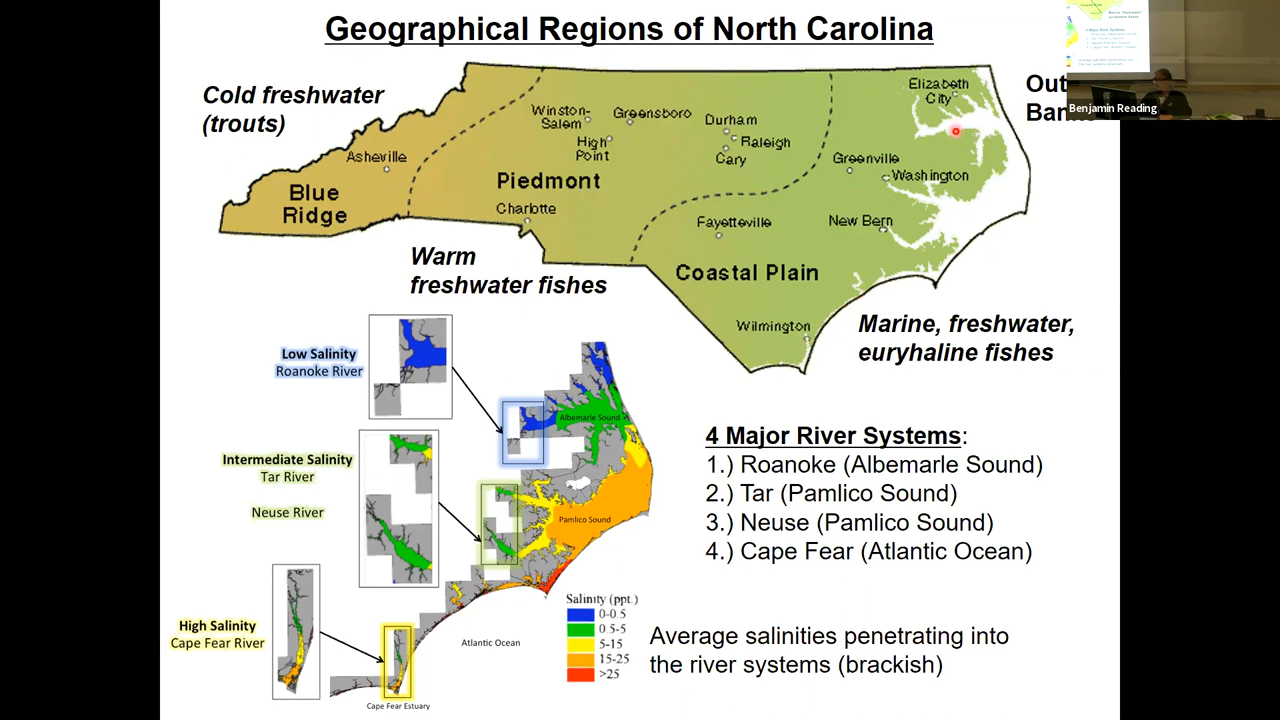 Geographical Regions of North Carolina
Cold freshwater
(trouts)
Elizabeth
City
Out
Ban
Benjamin Reading
Winston-
Salem
Greensboro
High
Point
Durham
Raleigh
Cary
Asheville
Greenville
Washington
Blue
Ridge
Piedmont
Charlotte
Fayetteville
New Bern
Warm
freshwater fishes
Coastal Plain
Wilmington
Marine, freshwater,
euryhaline fishes
Low Salinity
Roanoke River
Albemarle Sound
Intermediate Salinity
Tar River
Neuse River
Pamlico Sound
High Salinity
Cape Fear River
Atlantic Ocean
Cape Fear Estuary
Salinity (ppt.)
0-0.5
0.5-5
5-15
15-25
>25
4 Major River Systems:
1.) Roanoke (Albemarle Sound)
2.) Tar (Pamlico Sound)
3.) Neuse (Pamlico Sound)
4.) Cape Fear (Atlantic Ocean)
Average salinities penetrating into
the river systems (brackish)